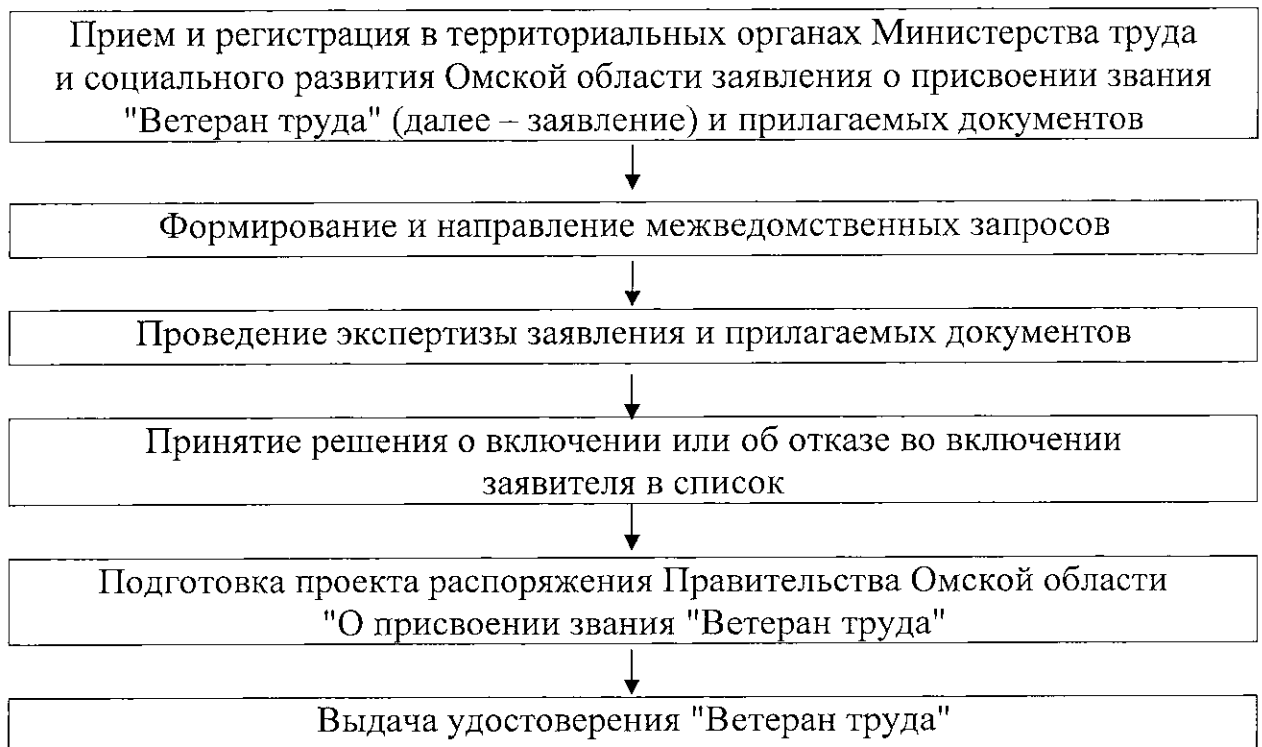 Прием и регистрация в территориальных органах Министерства труда
и социального развития Омской области заявления о присвоении звания
"Ветеран труда" (далее – заявление) и прилагаемых документов
Формирование и направление межведомственных запросов
Проведение экспертизы заявления и прилагаемых документов
Принятие решения о включении или об отказе во включении
заявителя в список
Подготовка проекта распоряжения Правительства Омской области
"О присвоении звания "Ветеран труда"
Выдача удостоверения "Ветеран труда"